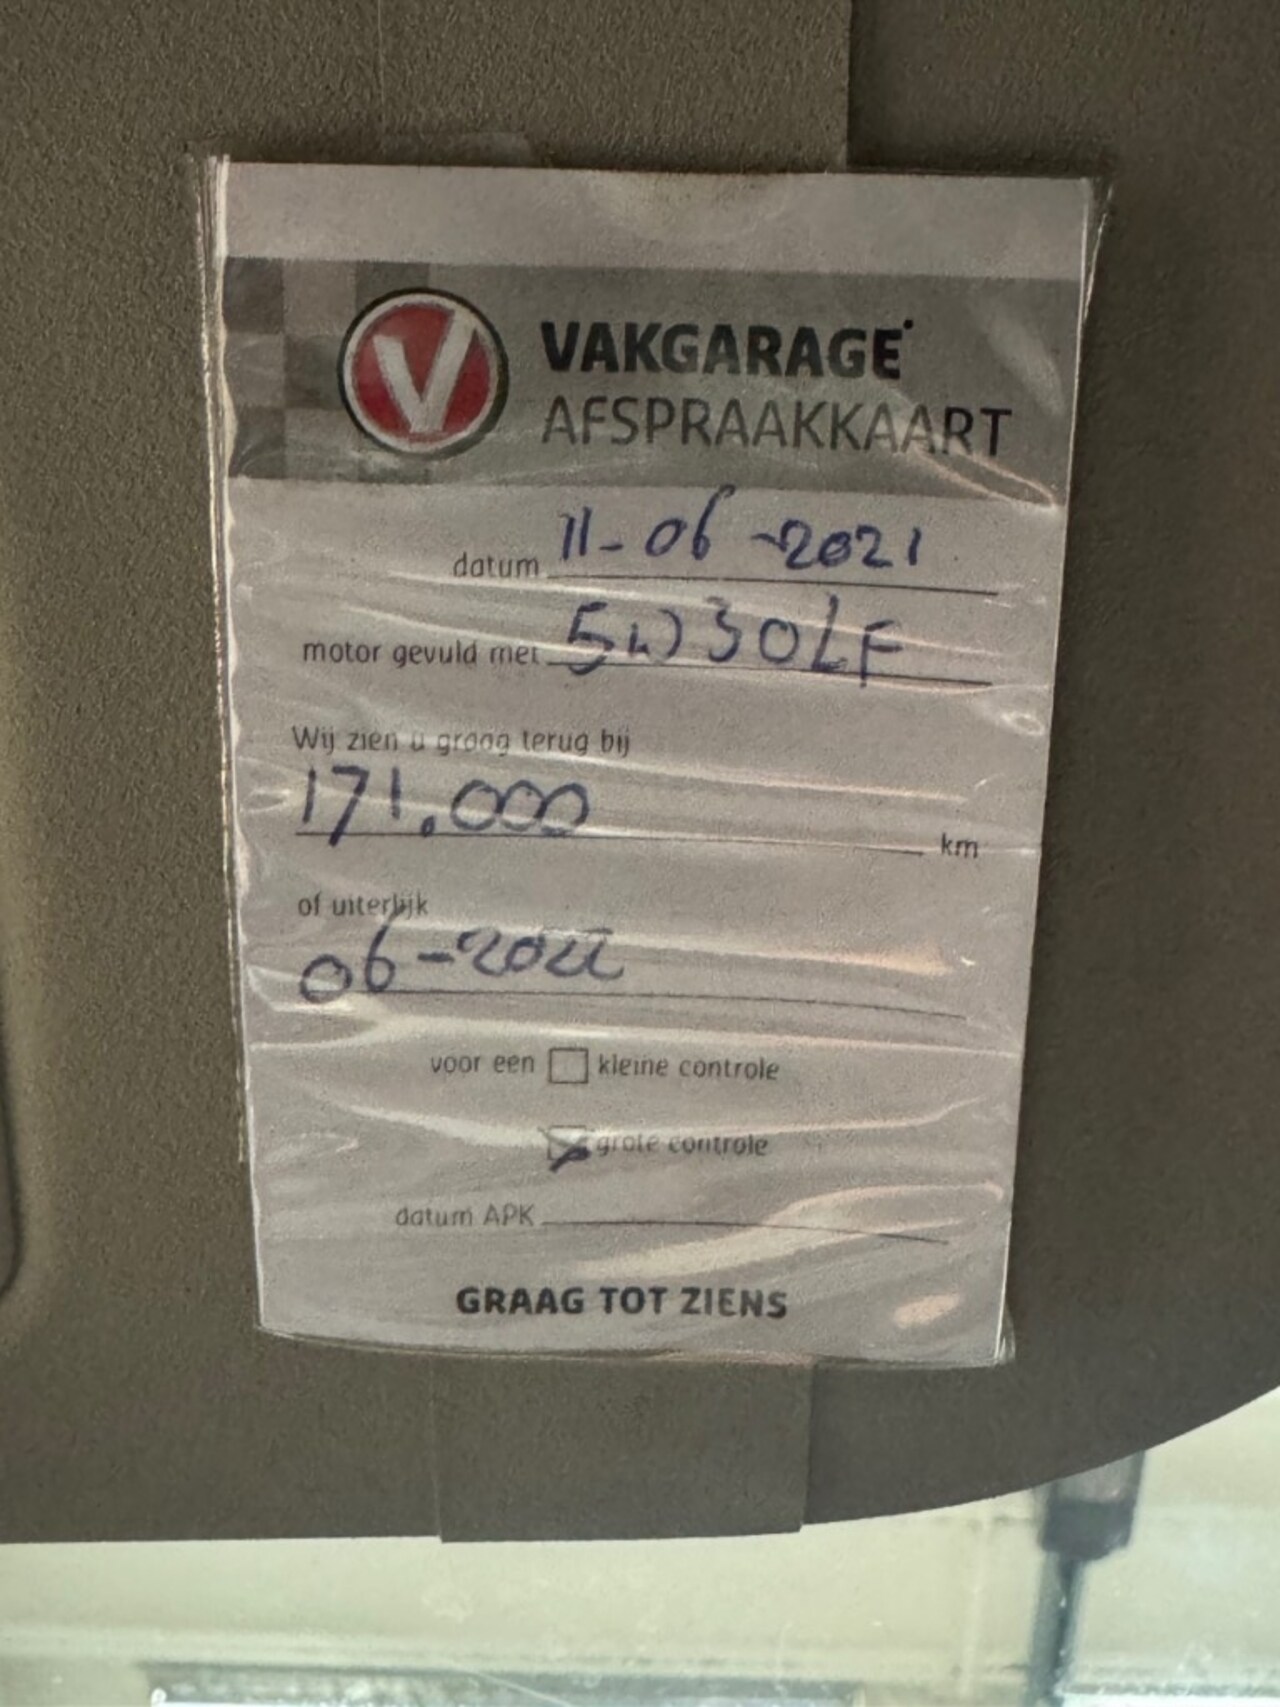 V
VAKGARAGE
AFSPRAAKKAART
datum 11-06-2021
motor gevuld met 5W30LF
Wij zien u graag terug bij
171.000 km
of uiterlijk
06-2022
voor een kleine controle
grote controle
datum APK
GRAAG TOT ZIENS